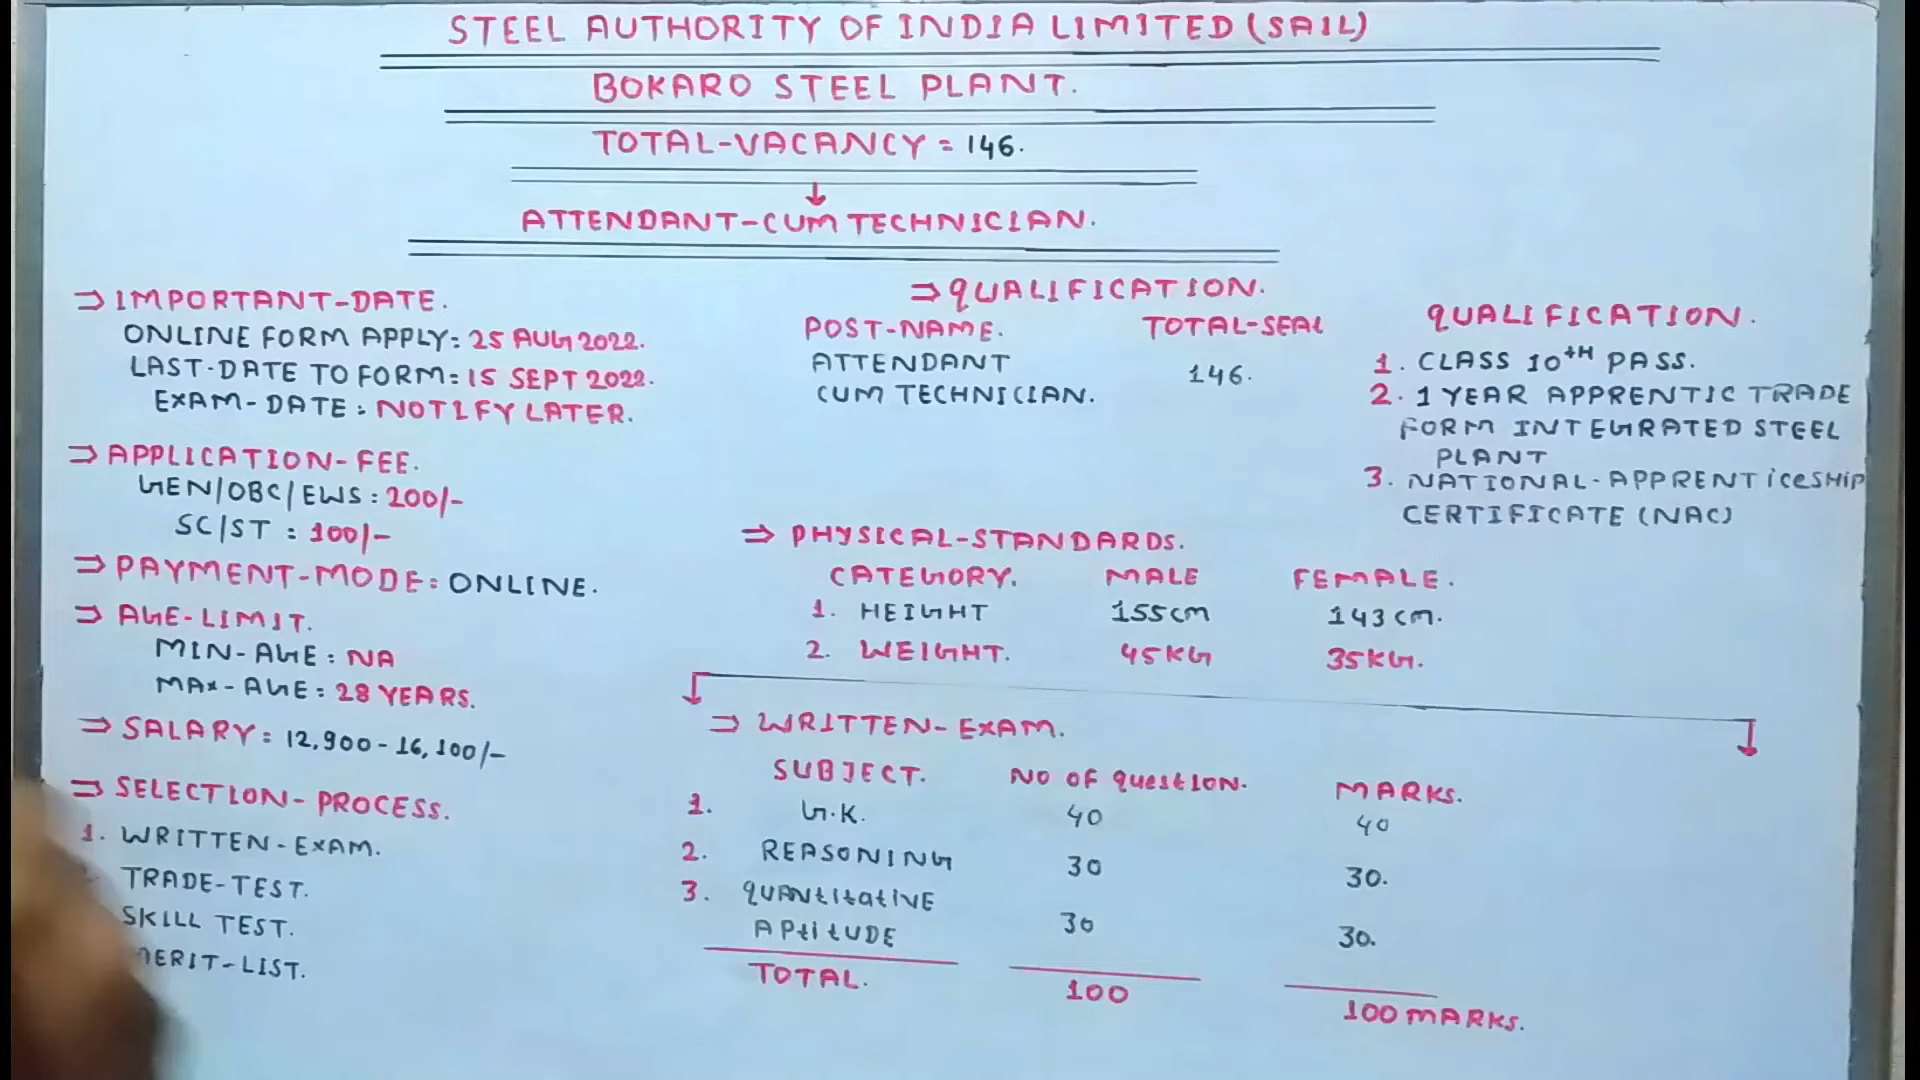 STEEL AUTHORITY OF INDIA LIMITED (SAIL)
BOKARO STEEL PLANT.
TOTAL-VACANCY = 146.
↓
ATTENDANT-CUM TECHNICIAN.
⇒ IMPORTANT-DATE.
ONLINE FORM APPLY: 25 AUG 2022.
LAST-DATE TO FORM: 15 SEPT 2022.
EXAM-DATE: NOTIFY LATER.
⇒ APPLICATION-FEE.
GEN/OBC/EWS: 200/-
SC/ST : 100/-
⇒ PAYMENT-MODE: ONLINE.
⇒ AGE-LIMIT.
MIN-AGE: NA
MAX-AGE: 28 YEARS.
⇒ SALARY: 12,900-16,100/-
⇒ SELECTION-PROCESS.
1. WRITTEN-EXAM.
TRADE-TEST.
SKILL TEST.
MERIT-LIST.
⇒ QUALIFICATION.
POST-NAME. TOTAL-SEAL
ATTENDANT
CUM TECHNICIAN. 146.
QUALIFICATION.
1. CLASS 10TH PASS.
2. 1 YEAR APPRENTIC TRADE
FORM INTEGRATED STEEL
PLANT
3. NATIONAL-APPRENTICESHIP
CERTIFICATE (NAC)
⇒ PHYSICAL-STANDARDS.
CATEGORY. MALE FEMALE.
1. HEIGHT 155CM 143CM.
2. WEIGHT. 45KG 35KG.
⇒ WRITTEN-EXAM.
SUBJECT. NO OF QUESTION. MARKS.
1. G.K. 40 40
2. REASONING 30 30.
3. QUANTITATIVE
APTITUDE 30 30.
TOTAL. 100 100 MARKS.